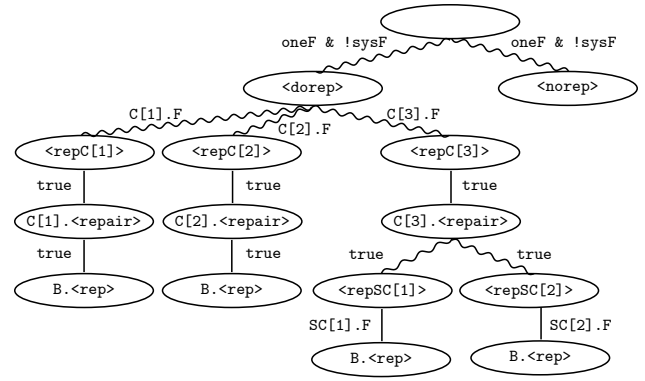 oneF & !sysF oneF & !sysF
<dorep> <norep>
C[1].F C[2].F C[3].F
<repC[1]> <repC[2]> <repC[3]>
true true true
C[1].<repair> C[2].<repair> C[3].<repair>
true true true true
B.<rep> B.<rep> <repSC[1]> <repSC[2]>
SC[1].F SC[2].F
B.<rep> B.<rep>